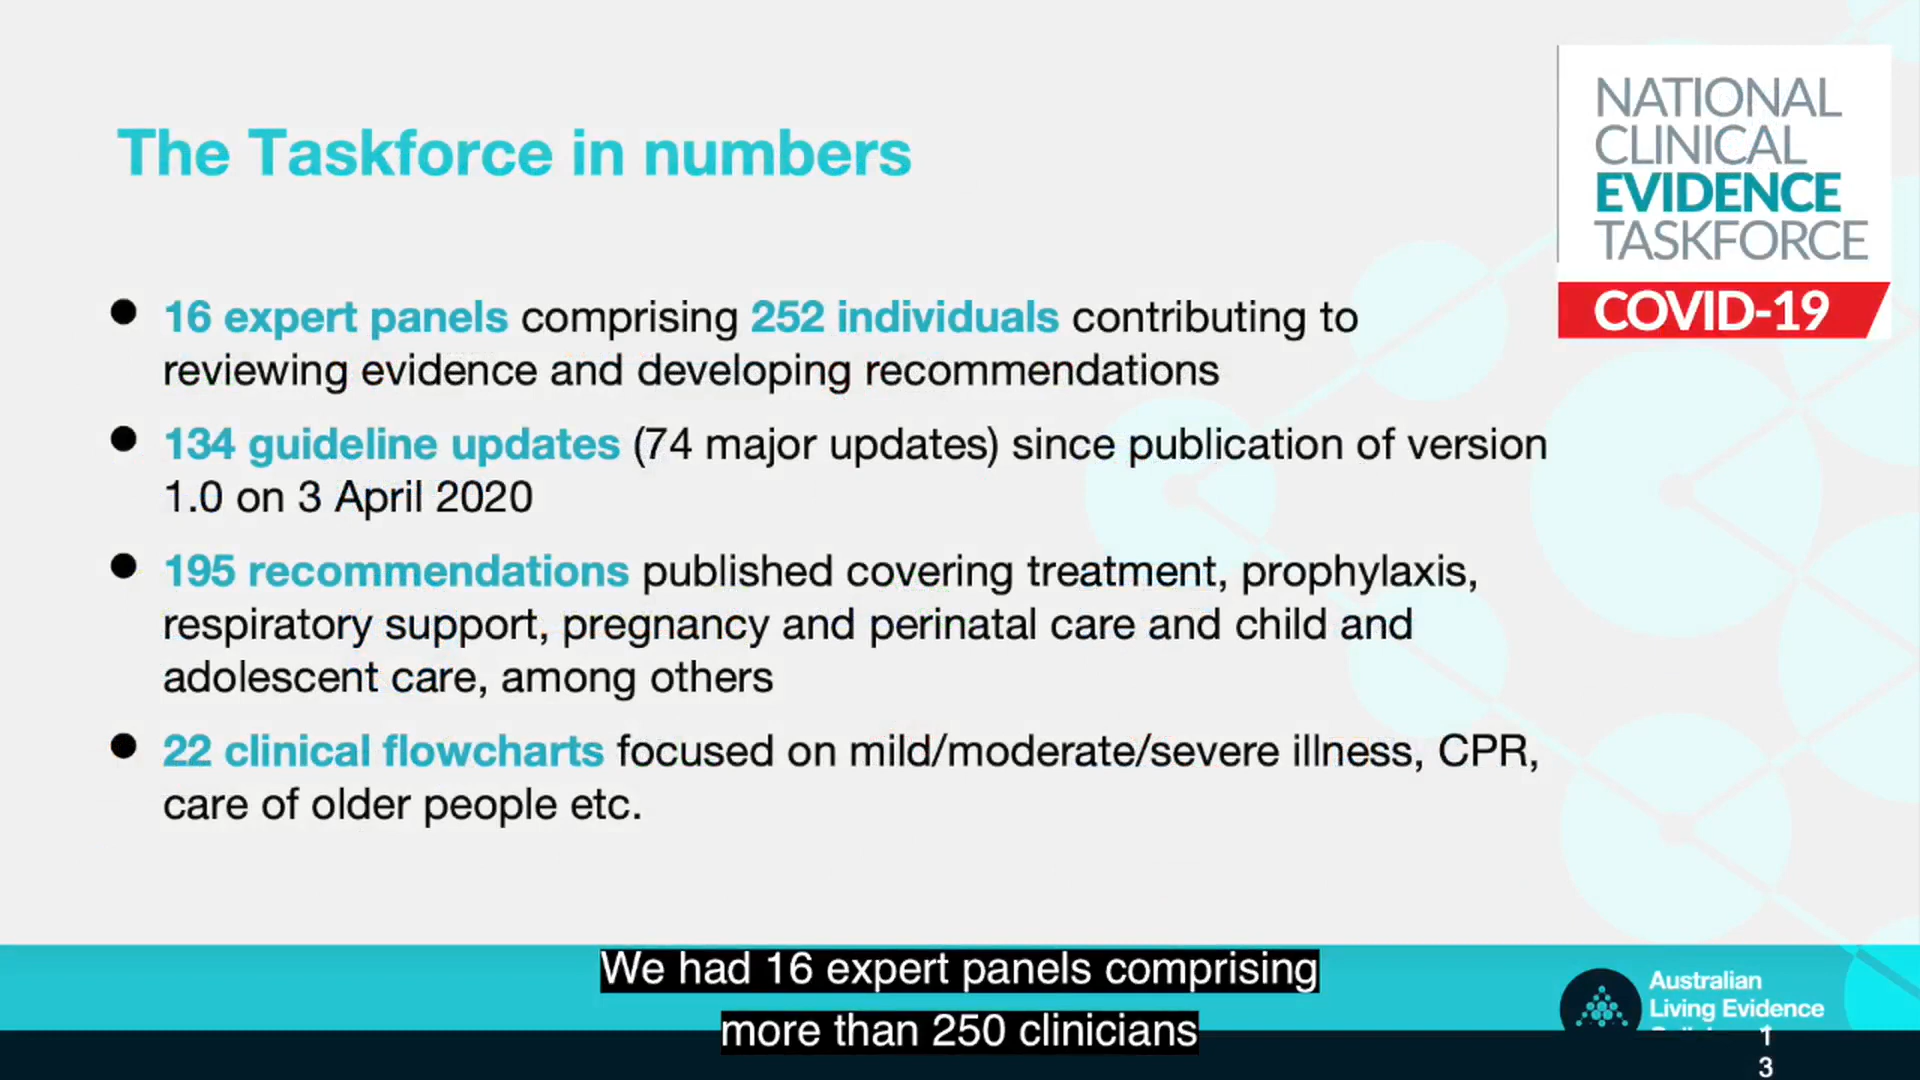 The Taskforce in numbers
NATIONAL
CLINICAL
EVIDENCE
TASKFORCE
COVID-19
● 16 expert panels comprising 252 individuals contributing to
reviewing evidence and developing recommendations
● 134 guideline updates (74 major updates) since publication of version
1.0 on 3 April 2020
● 195 recommendations published covering treatment, prophylaxis,
respiratory support, pregnancy and perinatal care and child and
adolescent care, among others
● 22 clinical flowcharts focused on mild/moderate/severe illness, CPR,
care of older people etc.
We had 16 expert panels comprising
more than 250 clinicians
Australian
Living Evidence
1
3